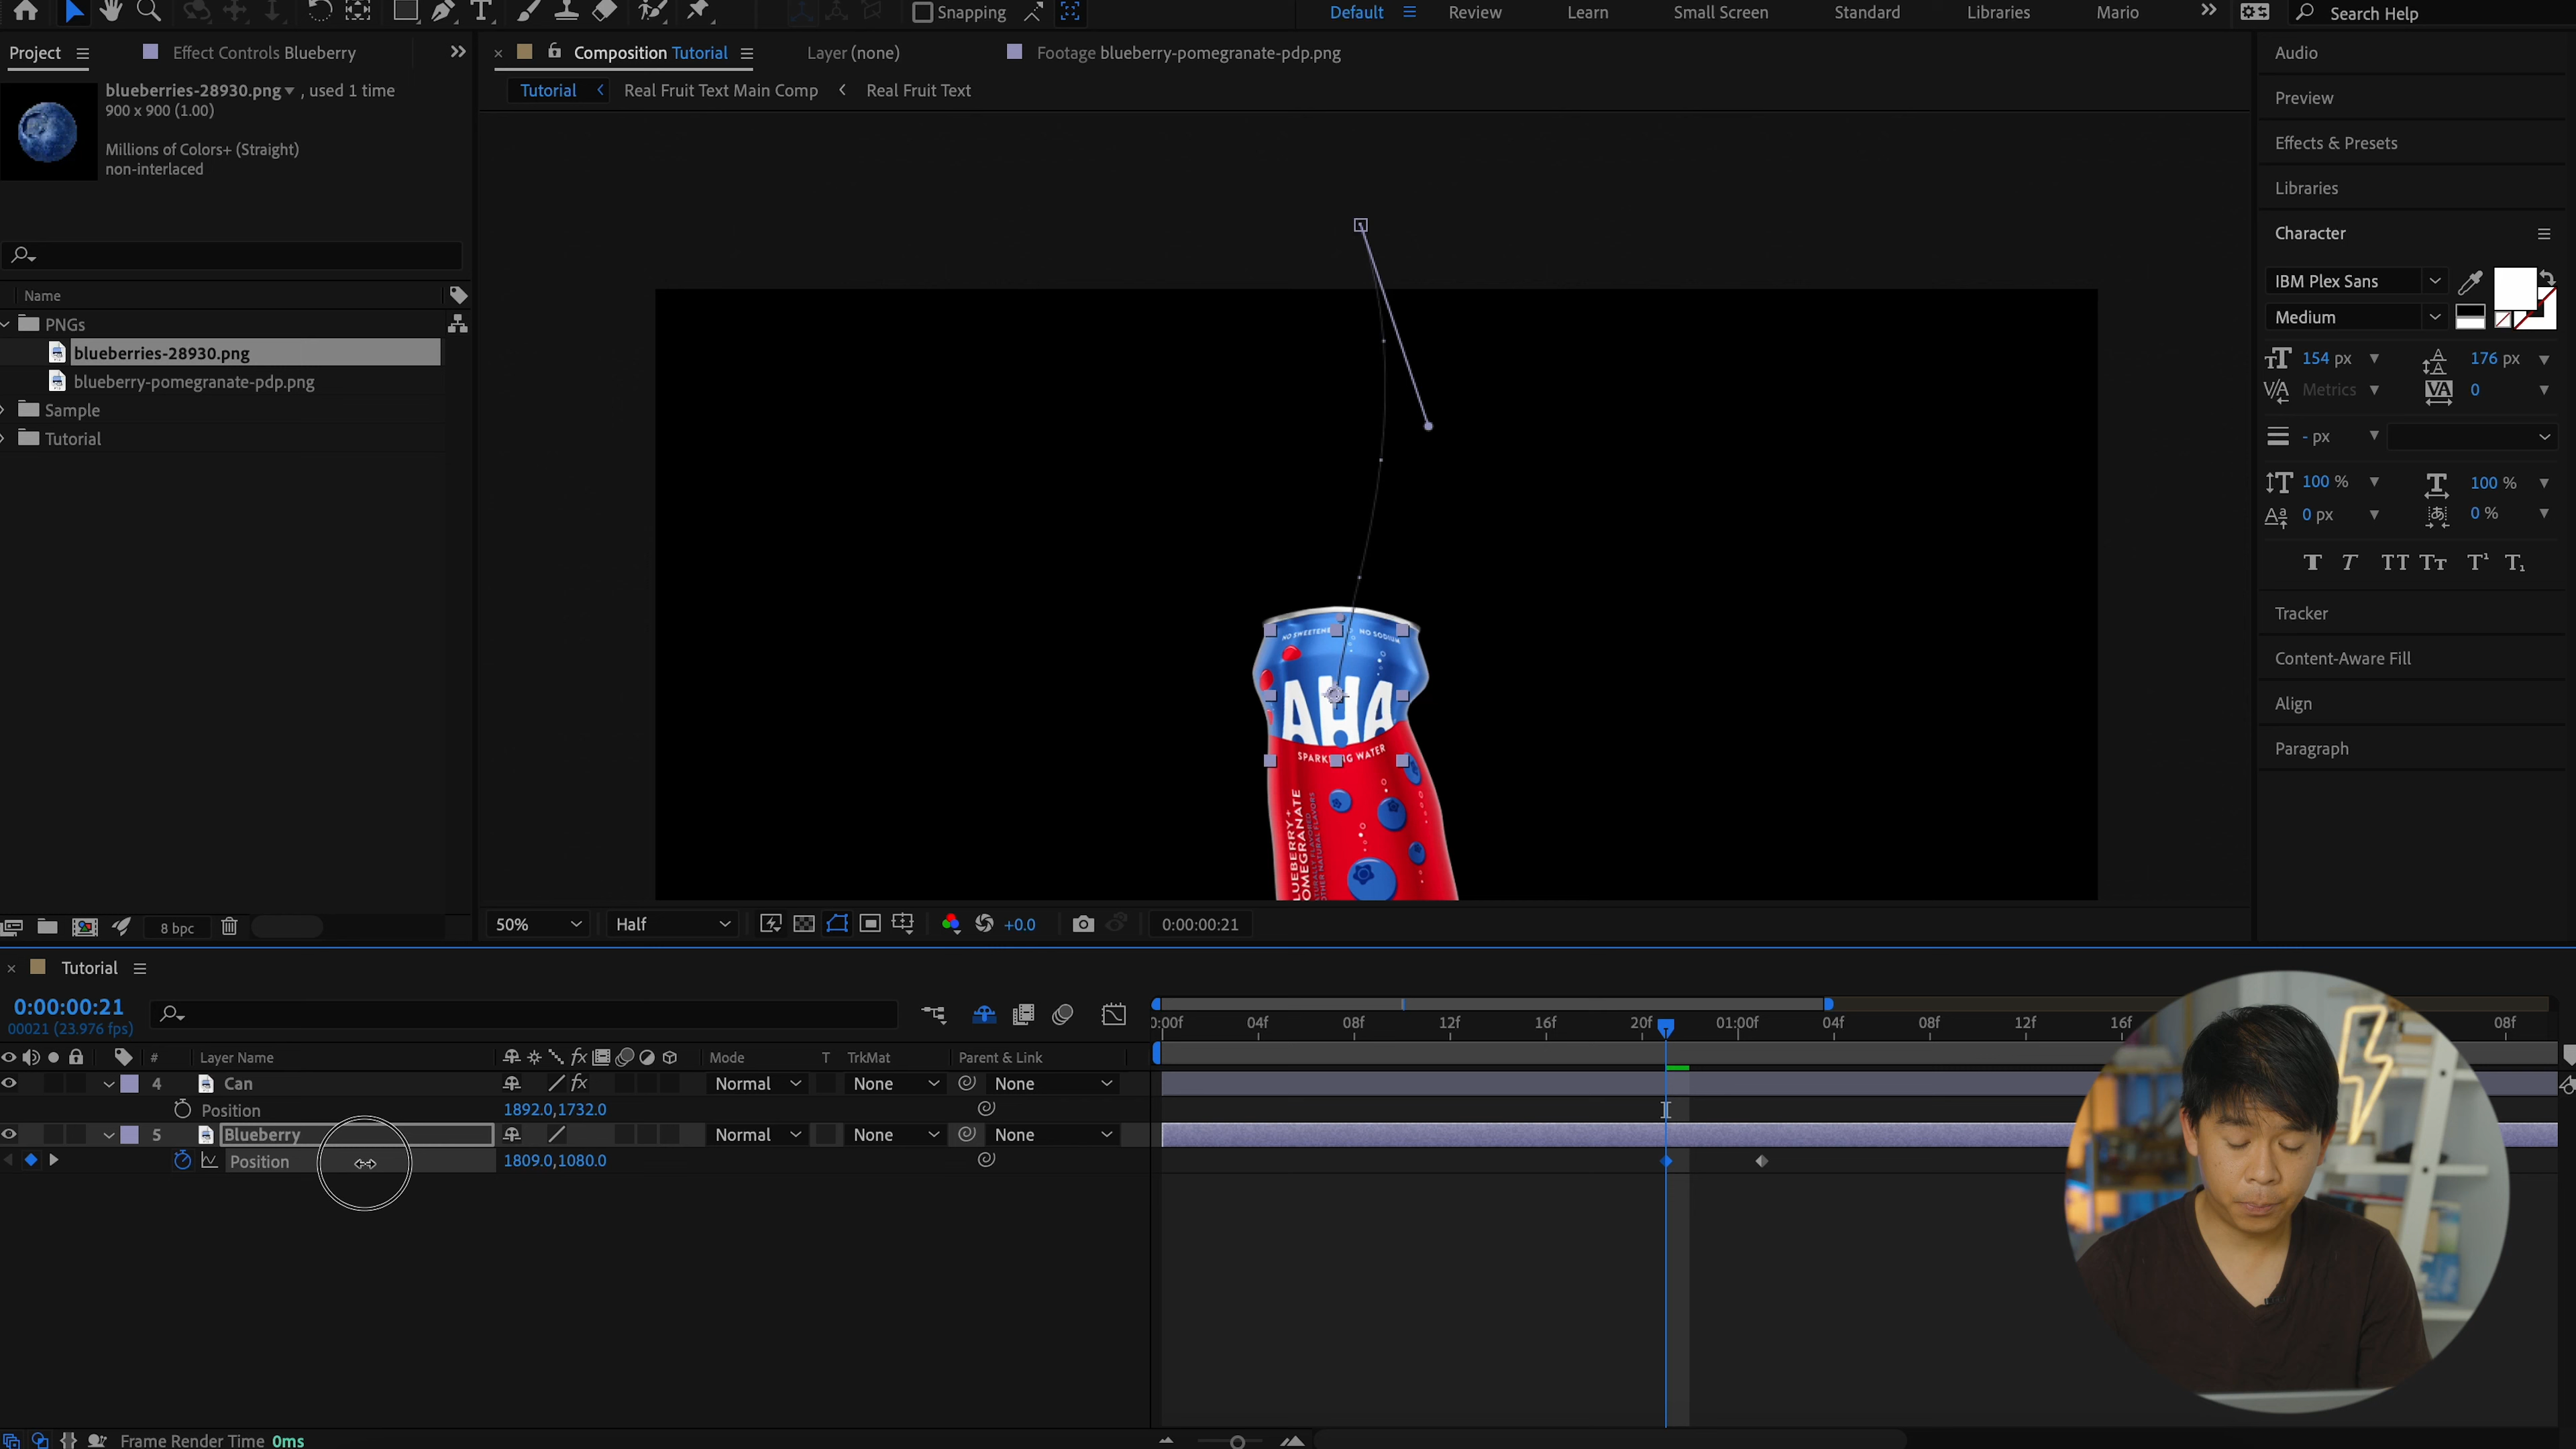 Snapping
Default
Review
Learn
Small Screen
Standard
Libraries
Mario
Search Help
Project
Effect Controls Blueberry
Composition Tutorial
Layer (none)
Footage blueberry-pomegranate-pdp.png
Audio
blueberries-28930.png , used 1 time
900 x 900 (1.00)
Millions of Colors+ (Straight)
non-interlaced
Tutorial
Real Fruit Text Main Comp
Real Fruit Text
Preview
Effects & Presets
Libraries
Character
IBM Plex Sans
Medium
154 px
176 px
Metrics
0
- px
100 %
100 %
0 px
0 %
Tracker
Content-Aware Fill
Align
Paragraph
Name
PNGs
blueberries-28930.png
blueberry-pomegranate-pdp.png
Sample
Tutorial
NO SODIUM
AHA
SPARKLING WATER
BLUEBERRY+
POMEGRANATE
8 bpc
50%
Half
+0.0
0:00:00:21
Tutorial
0:00:00:21
00021 (23.976 fps)
0:00f
04f
08f
12f
16f
20f
01:00f
04f
08f
12f
16f
08f
# Layer Name
Mode
T TrkMat
Parent & Link
4 Can
Normal
None
None
Position
1892.0,1732.0
5 Blueberry
Normal
None
None
Position
1809.0,1080.0
Frame Render Time 0ms